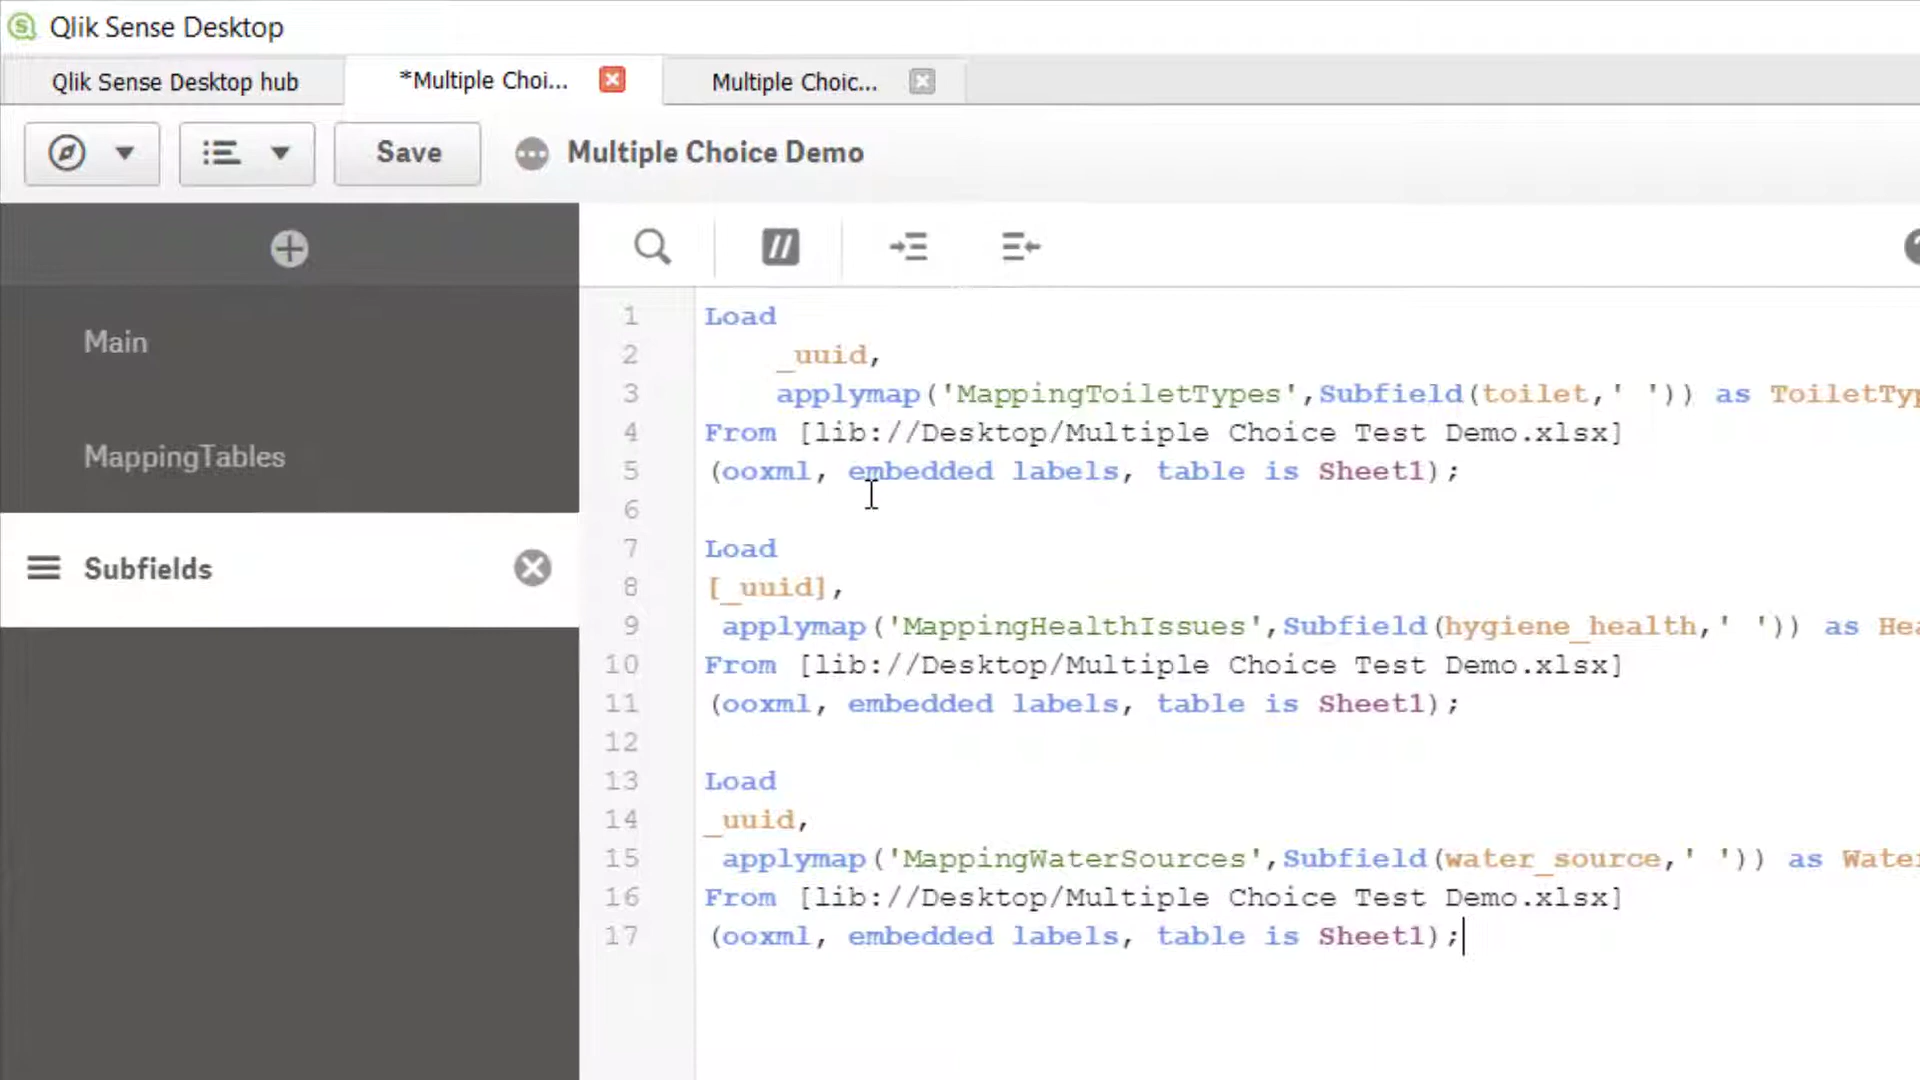 Qlik Sense Desktop
Qlik Sense Desktop hub
*Multiple Choi...
Multiple Choic...
Save
Multiple Choice Demo
Main
MappingTables
Subfields
1 Load
2 _uuid,
3 applymap('MappingToiletTypes',Subfield(toilet,' ')) as ToiletTyp
4 From [lib://Desktop/Multiple Choice Test Demo.xlsx]
5 (ooxml, embedded labels, table is Sheet1);
6
7 Load
8 [_uuid],
9 applymap('MappingHealthIssues',Subfield(hygiene_health,' ')) as Hea
10 From [lib://Desktop/Multiple Choice Test Demo.xlsx]
11 (ooxml, embedded labels, table is Sheet1);
12
13 Load
14 _uuid,
15 applymap('MappingWaterSources',Subfield(water_source,' ')) as Water
16 From [lib://Desktop/Multiple Choice Test Demo.xlsx]
17 (ooxml, embedded labels, table is Sheet1);